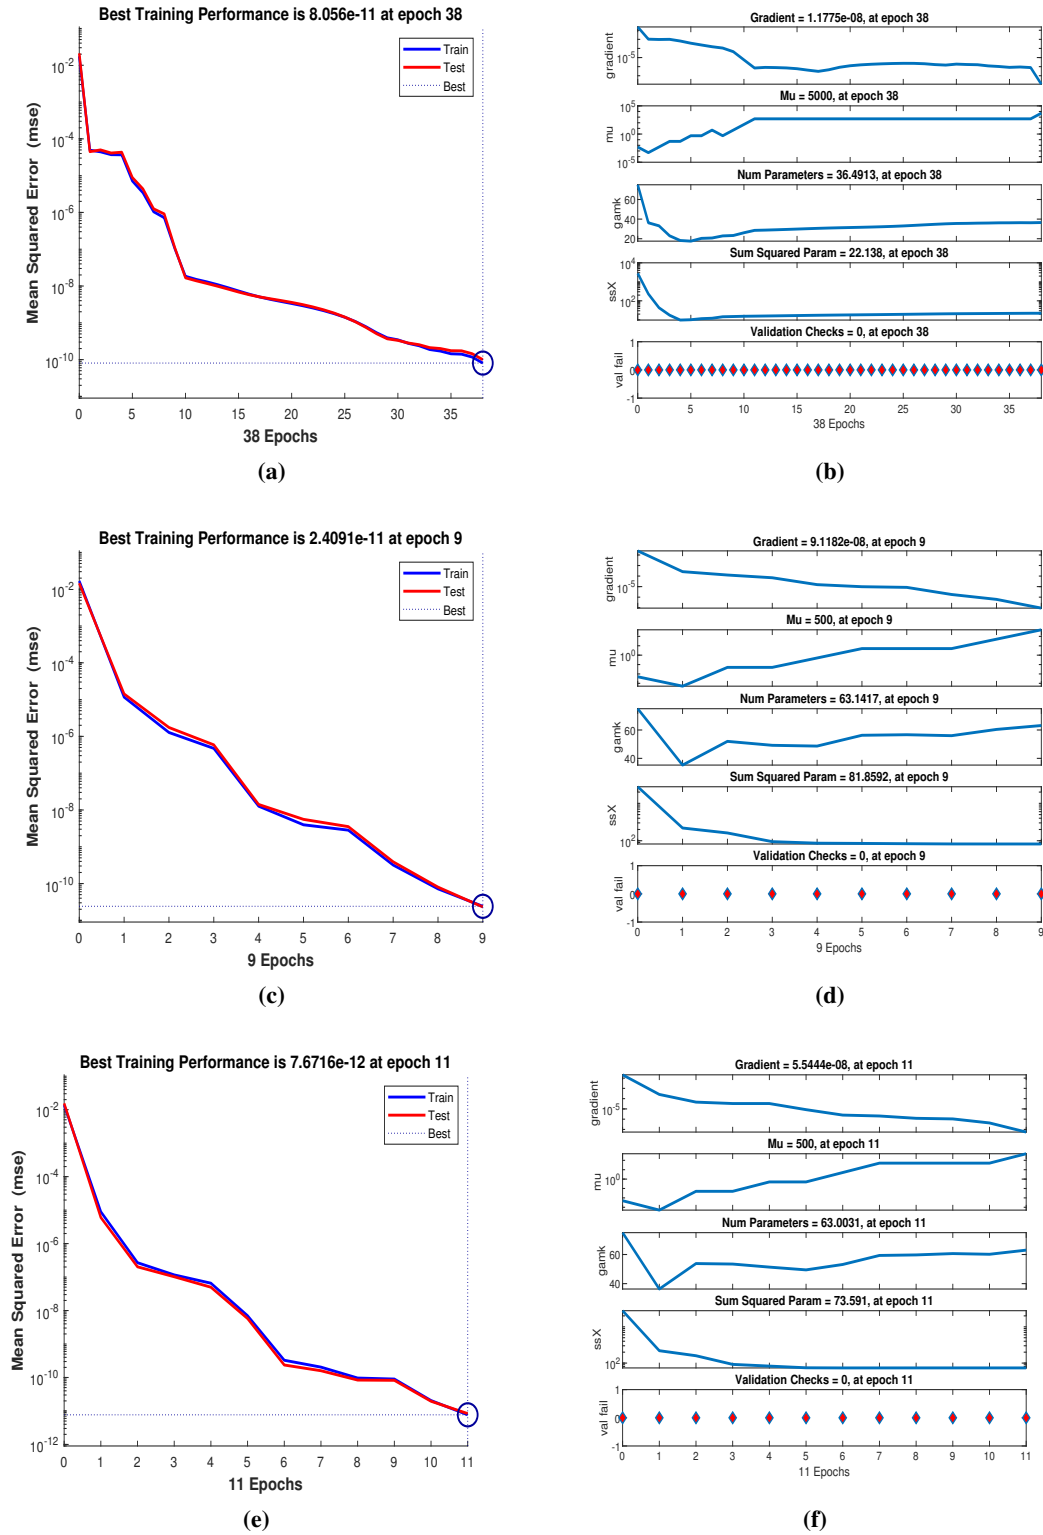 Best Training Performance is 8.056e-11 at epoch 38
Mean Squared Error (mse)
10^-2
10^-4
10^-6
10^-8
10^-10
Train
Test
Best
0 5 10 15 20 25 30 35
38 Epochs
(a)
Gradient = 1.1775e-08, at epoch 38
gradient
10^-5
Mu = 5000, at epoch 38
mu
10^5
10^0
10^-5
Num Parameters = 36.4913, at epoch 38
gamk
60
40
20
Sum Squared Param = 22.138, at epoch 38
ssX
10^4
10^2
Validation Checks = 0, at epoch 38
val fail
1
0
-1
0 5 10 15 20 25 30 35
38 Epochs
(b)
Best Training Performance is 2.4091e-11 at epoch 9
Mean Squared Error (mse)
10^-2
10^-4
10^-6
10^-8
10^-10
Train
Test
Best
0 1 2 3 4 5 6 7 8 9
9 Epochs
(c)
Gradient = 9.1182e-08, at epoch 9
gradient
10^-5
Mu = 500, at epoch 9
mu
10^0
Num Parameters = 63.1417, at epoch 9
gamk
60
40
Sum Squared Param = 81.8592, at epoch 9
ssX
10^2
Validation Checks = 0, at epoch 9
val fail
1
0
-1
0 1 2 3 4 5 6 7 8 9
9 Epochs
(d)
Best Training Performance is 7.6716e-12 at epoch 11
Mean Squared Error (mse)
10^-2
10^-4
10^-6
10^-8
10^-10
10^-12
Train
Test
Best
0 1 2 3 4 5 6 7 8 9 10 11
11 Epochs
(e)
Gradient = 5.5444e-08, at epoch 11
gradient
10^-5
Mu = 500, at epoch 11
mu
10^0
Num Parameters = 63.0031, at epoch 11
gamk
60
40
Sum Squared Param = 73.591, at epoch 11
ssX
10^2
Validation Checks = 0, at epoch 11
val fail
1
0
-1
0 1 2 3 4 5 6 7 8 9 10 11
11 Epochs
(f)